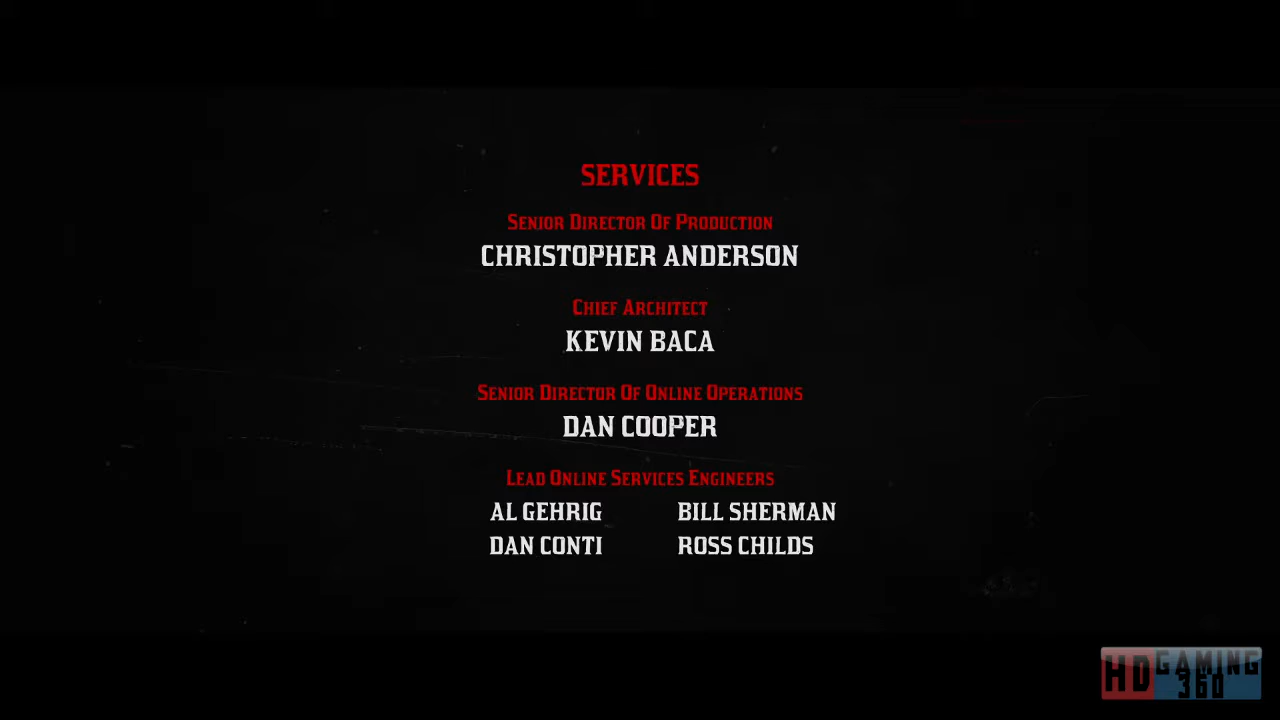 SERVICES
SENIOR DIRECTOR OF PRODUCTION
CHRISTOPHER ANDERSON
CHIEF ARCHITECT
KEVIN BACA
SENIOR DIRECTOR OF ONLINE OPERATIONS
DAN COOPER
LEAD ONLINE SERVICES ENGINEERS
AL GEHRIG BILL SHERMAN
DAN CONTI ROSS CHILDS
HD GAMING
360